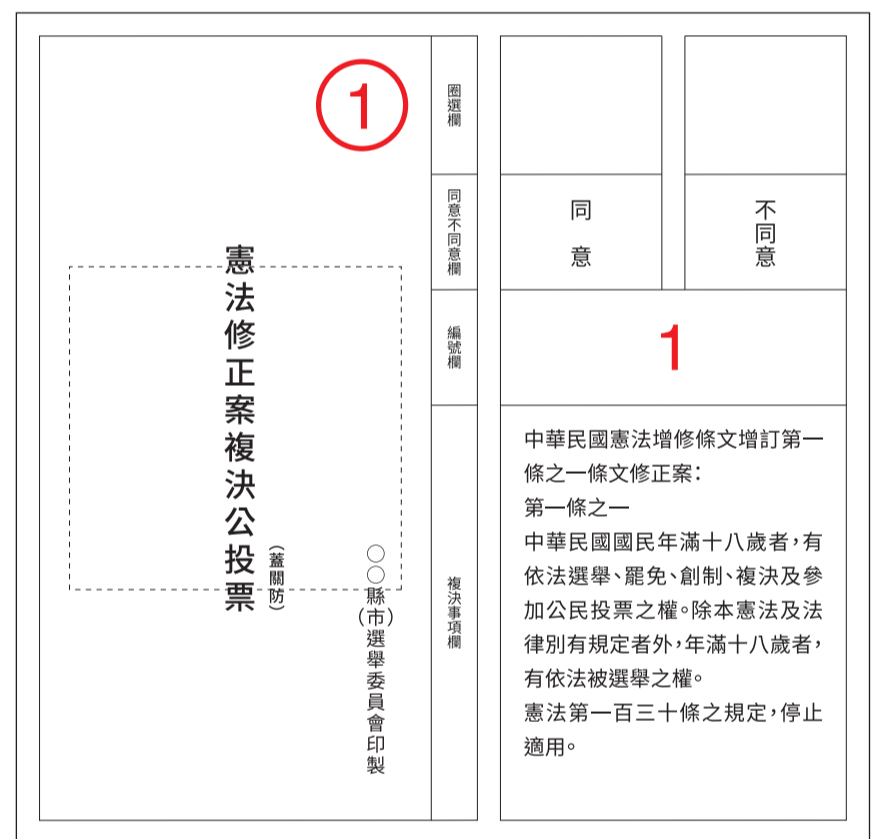 1
憲法修正案複決公投票
(蓋關防)
○○縣(市)選舉委員會印製
圈選欄
同意不同意欄
編號欄
複決事項欄
同意
不同意
1
中華民國憲法增修條文增訂第一
條之一條文修正案：
第一條之一
中華民國國民年滿十八歲者，有
依法選舉、罷免、創制、複決及參
加公民投票之權。除本憲法及法
律別有規定者外，年滿十八歲者，
有依法被選舉之權。
憲法第一百三十條之規定，停止
適用。